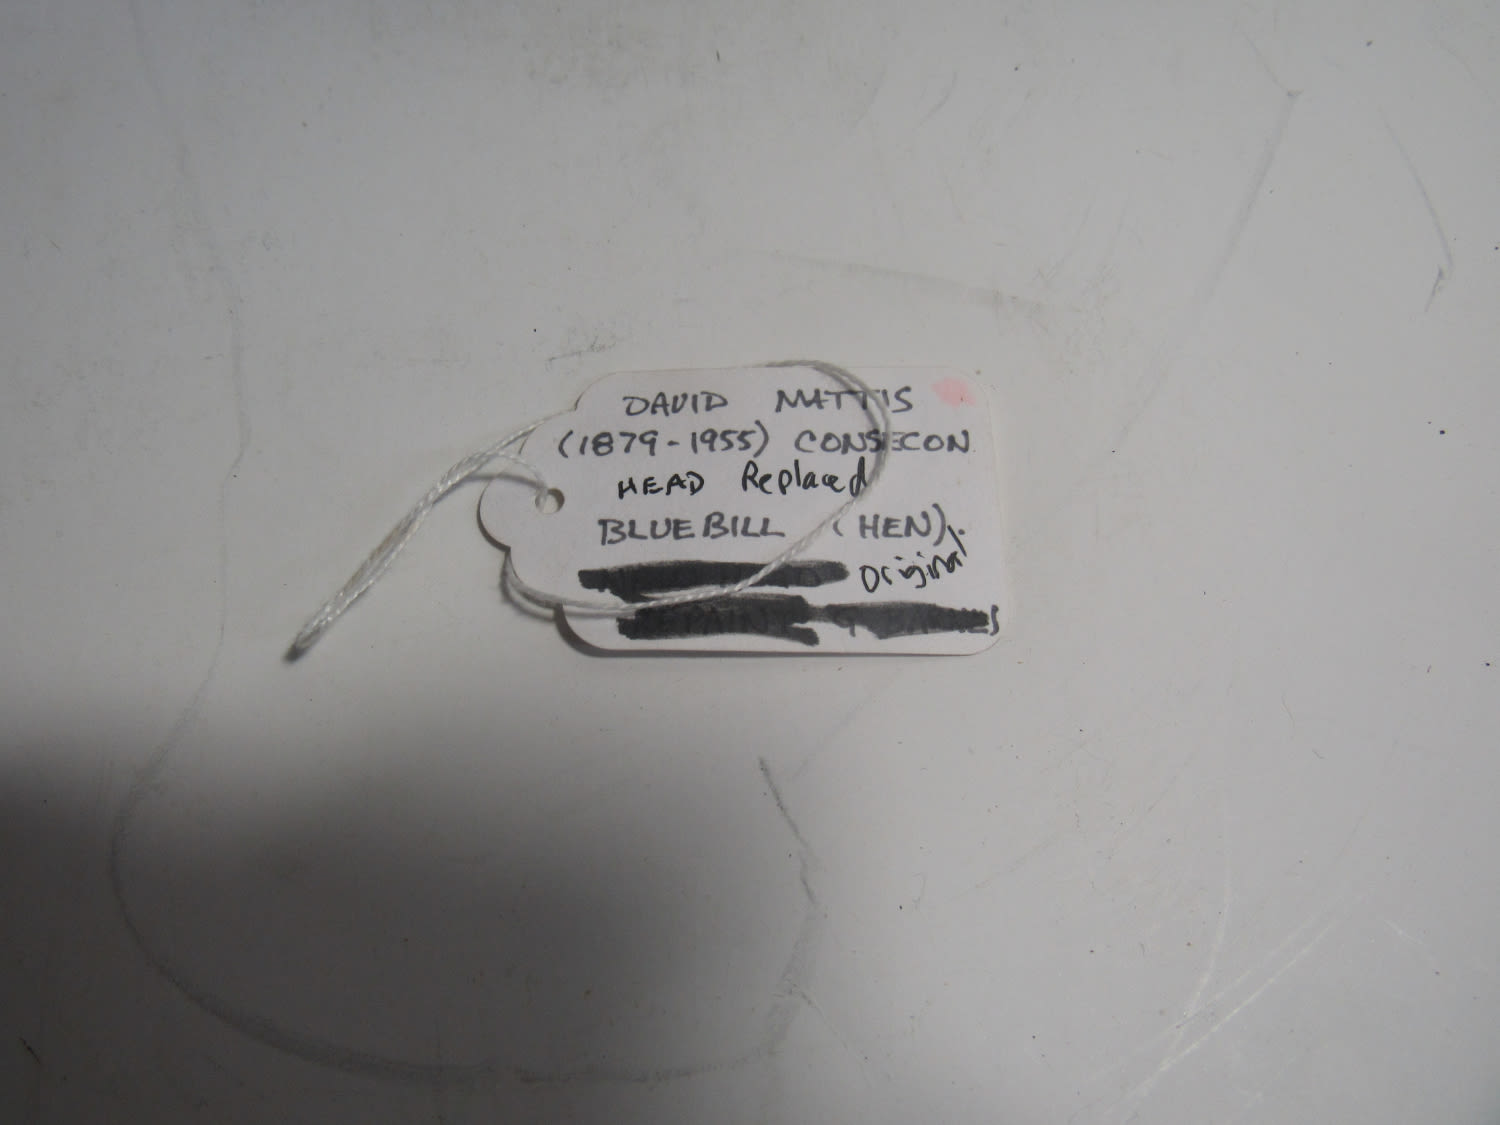 DAVID MATTIS
(1879-1955) CONSECON
HEAD Replaced
BLUEBILL (HEN)
Original